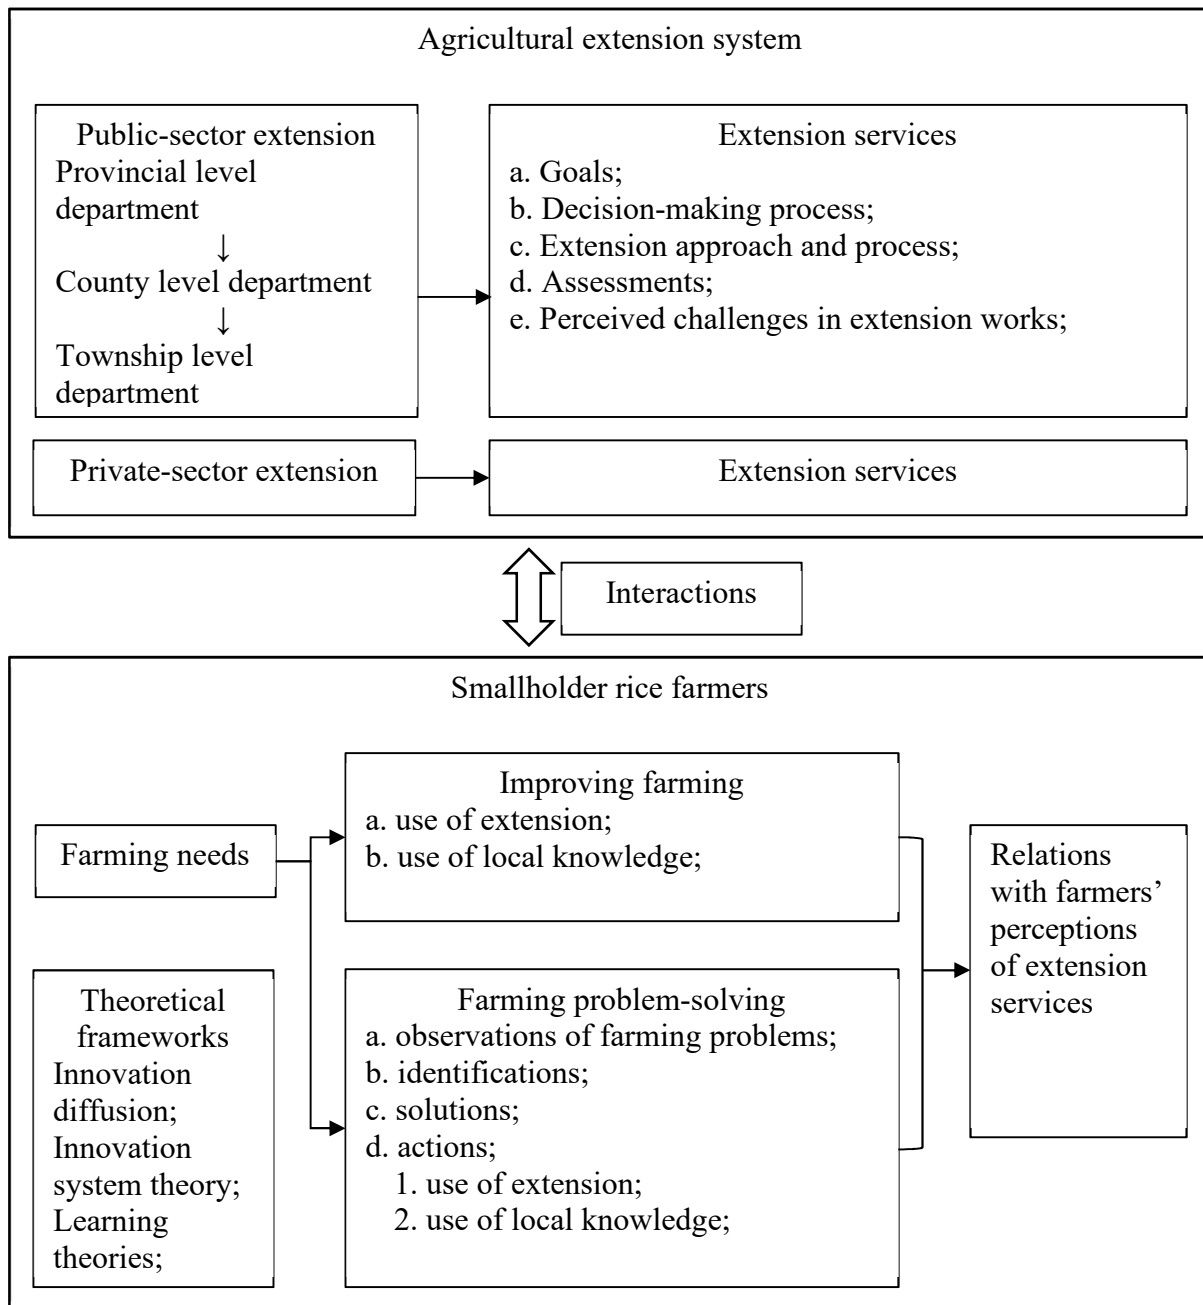 Agricultural extension system
Public-sector extension
Provincial level
department
↓
County level department
↓
Township level
department
Extension services
a. Goals;
b. Decision-making process;
c. Extension approach and process;
d. Assessments;
e. Perceived challenges in extension works;
Private-sector extension
Extension services
Interactions
Smallholder rice farmers
Farming needs
Improving farming
a. use of extension;
b. use of local knowledge;
Theoretical
frameworks
Innovation
diffusion;
Innovation
system theory;
Learning
theories;
Farming problem-solving
a. observations of farming problems;
b. identifications;
c. solutions;
d. actions;
1. use of extension;
2. use of local knowledge;
Relations
with farmers’
perceptions
of extension
services